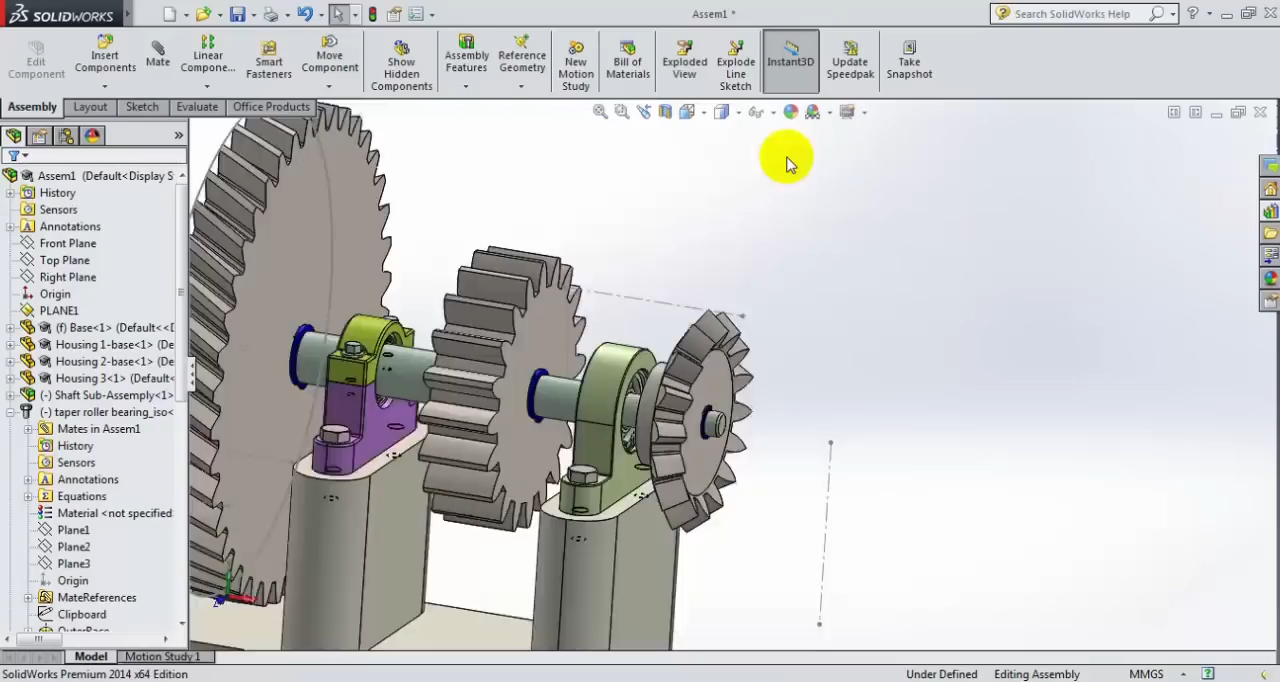 SOLIDWORKS
Assem1 *
Search SolidWorks Help
Edit Component
Insert Components
Mate
Linear Compone...
Smart Fasteners
Move Component
Show Hidden Components
Assembly Features
Reference Geometry
New Motion Study
Bill of Materials
Exploded View
Explode Line Sketch
Instant3D
Update Speedpak
Take Snapshot
Assembly
Layout
Sketch
Evaluate
Office Products
Assem1 (Default<Display S
History
Sensors
Annotations
Front Plane
Top Plane
Right Plane
Origin
PLANE1
(f) Base<1> (Default<<D
Housing 1-base<1> (De
Housing 2-base<1> (De
Housing 3<1> (Default<
(-) Shaft Sub-Assembly<1>
(-) taper roller bearing_iso<
Mates in Assem1
History
Sensors
Annotations
Equations
Material <not specified
Plane1
Plane2
Plane3
Origin
MateReferences
Clipboard
OuterRace
Model
Motion Study 1
SolidWorks Premium 2014 x64 Edition
Under Defined
Editing Assembly
MMGS